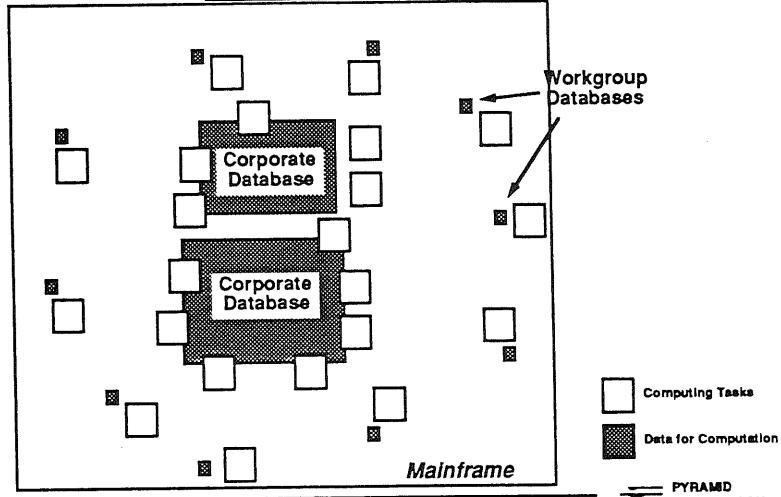 Workgroup
Databases
Corporate
Database
Corporate
Database
Computing Tasks
Data for Computation
Mainframe
PYRAMID